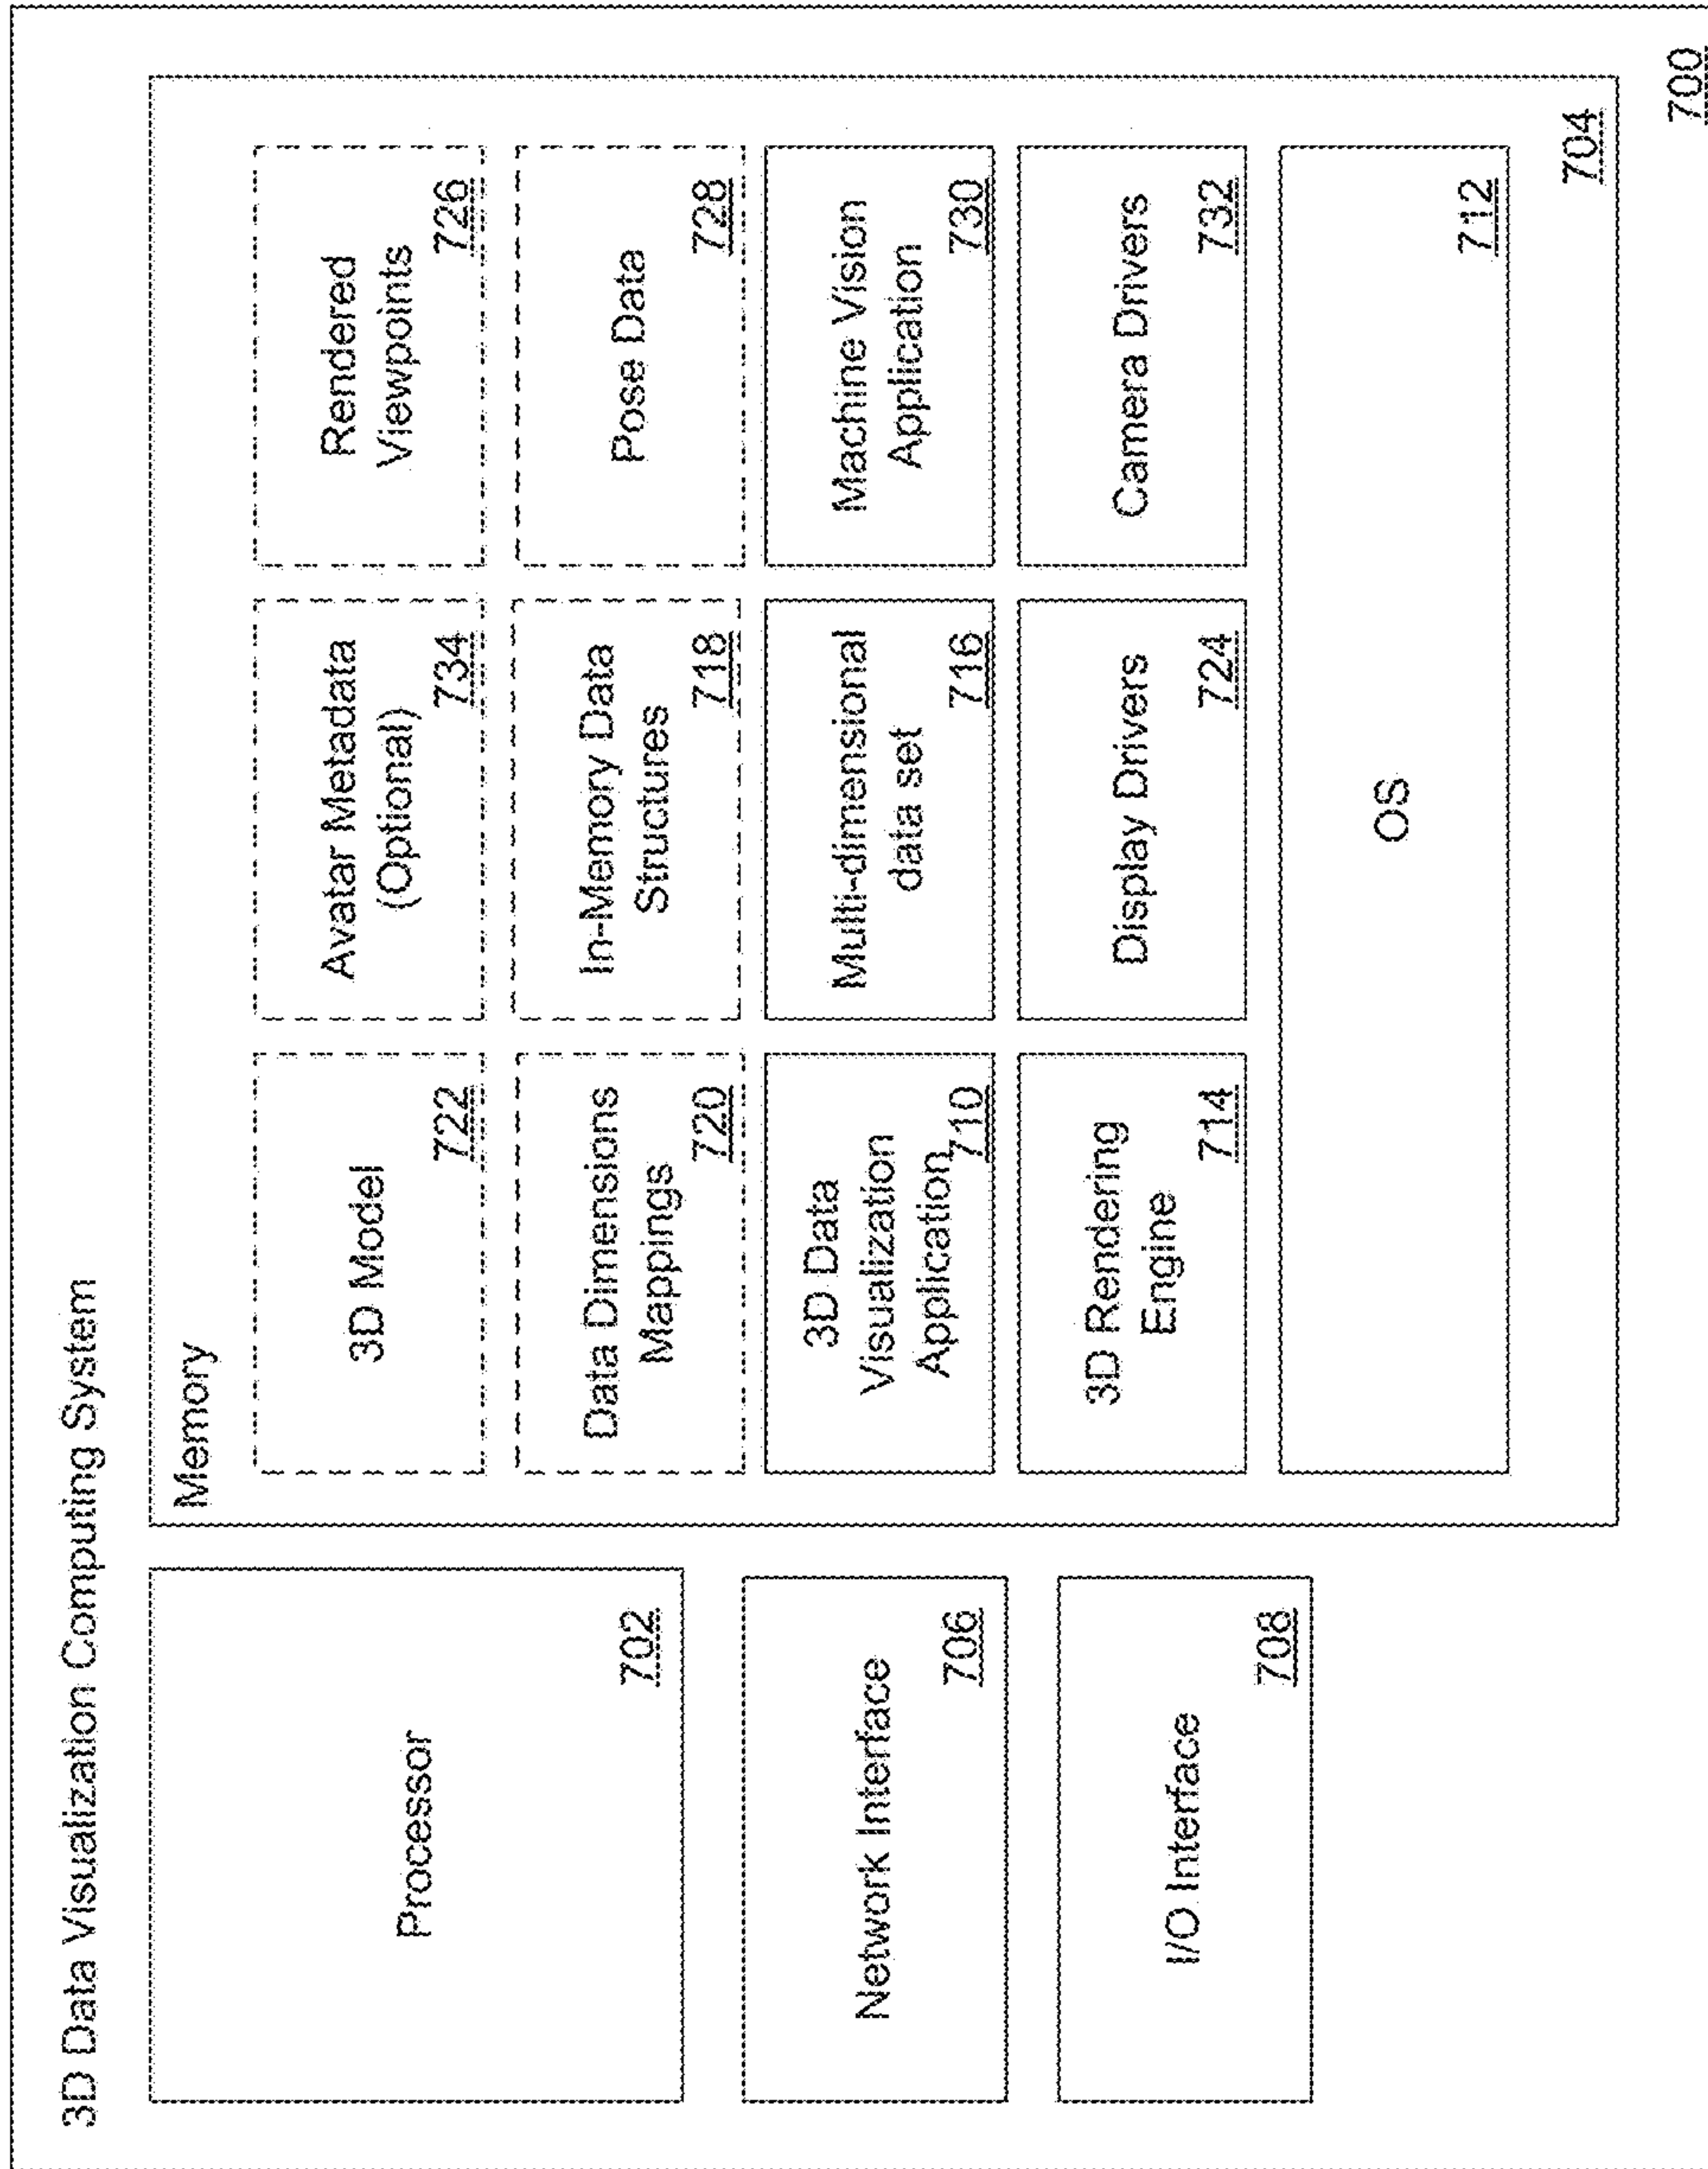 3D Data Visualization Computing System
Processor
702
Network Interface
706
I/O Interface
708
Memory
3D Model
722
Avatar Metadata
(Optional)
734
Rendered
Viewpoints
726
Data Dimensions
Mappings
720
In-Memory Data
Structures
718
Pose Data
728
3D Data
Visualization
Application
710
Multi-dimensional
data set
716
Machine Vision
Application
730
3D Rendering
Engine
714
Display Drivers
724
Camera Drivers
732
OS
712
704
700